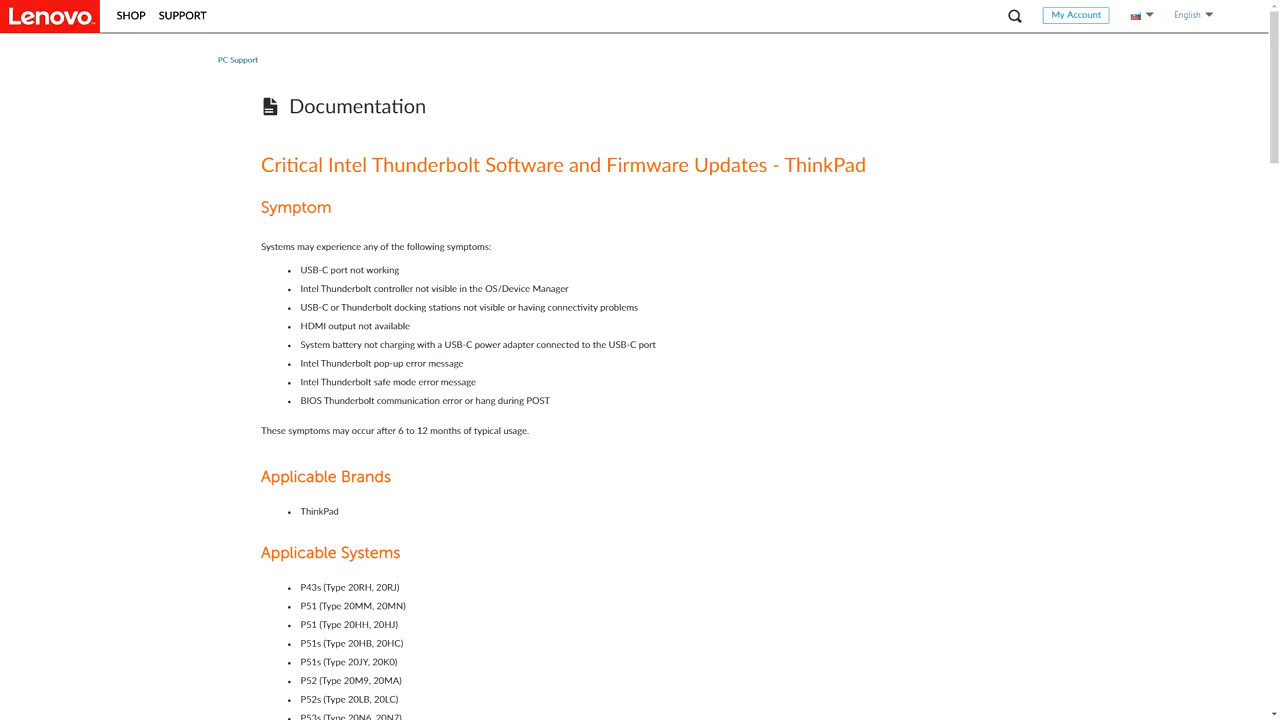 Lenovo
SHOP SUPPORT
My Account
English
PC Support
Documentation
Critical Intel Thunderbolt Software and Firmware Updates - ThinkPad
Symptom
Systems may experience any of the following symptoms:
• USB-C port not working
• Intel Thunderbolt controller not visible in the OS/Device Manager
• USB-C or Thunderbolt docking stations not visible or having connectivity problems
• HDMI output not available
• System battery not charging with a USB-C power adapter connected to the USB-C port
• Intel Thunderbolt pop-up error message
• Intel Thunderbolt safe mode error message
• BIOS Thunderbolt communication error or hang during POST
These symptoms may occur after 6 to 12 months of typical usage.
Applicable Brands
• ThinkPad
Applicable Systems
• P43s (Type 20RH, 20RJ)
• P51 (Type 20MM, 20MN)
• P51 (Type 20HH, 20HJ)
• P51s (Type 20HB, 20HC)
• P51s (Type 20JY, 20K0)
• P52 (Type 20M9, 20MA)
• P52s (Type 20LB, 20LC)
• P53s (Type 20N6, 20N7)